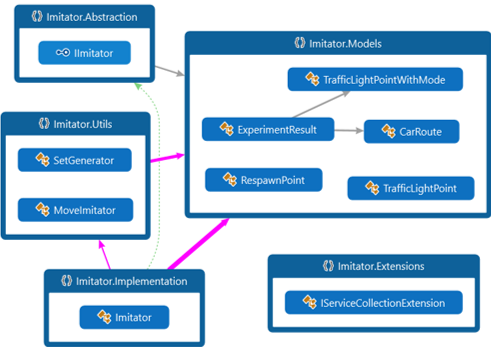 Imitator.Abstraction
IImitator
Imitator.Models
TrafficLightPointWithMode
ExperimentResult
CarRoute
RespawnPoint
TrafficLightPoint
Imitator.Utils
SetGenerator
MoveImitator
Imitator.Implementation
Imitator
Imitator.Extensions
IServiceCollectionExtension